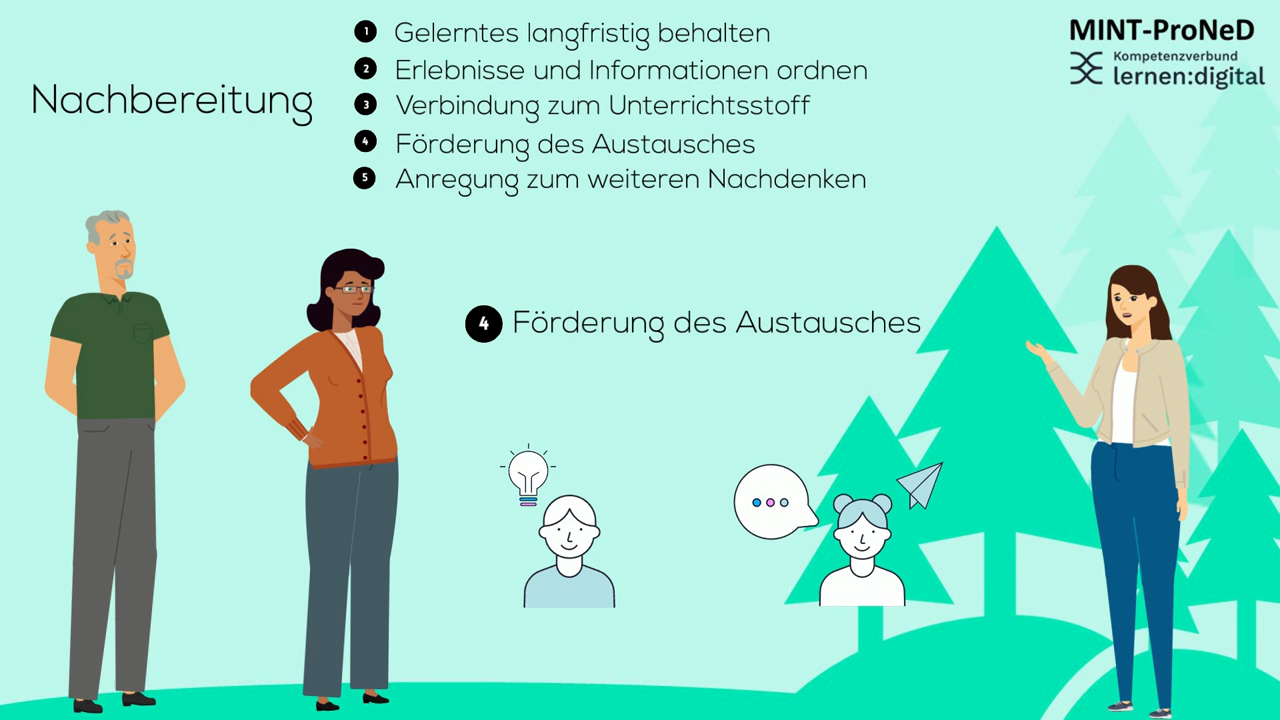 Nachbereitung
1 Gelerntes langfristig behalten
2 Erlebnisse und Informationen ordnen
3 Verbindung zum Unterrichtsstoff
4 Förderung des Austausches
5 Anregung zum weiteren Nachdenken
MINT-ProNeD
Kompetenzverbund
lernen:digital
4 Förderung des Austausches